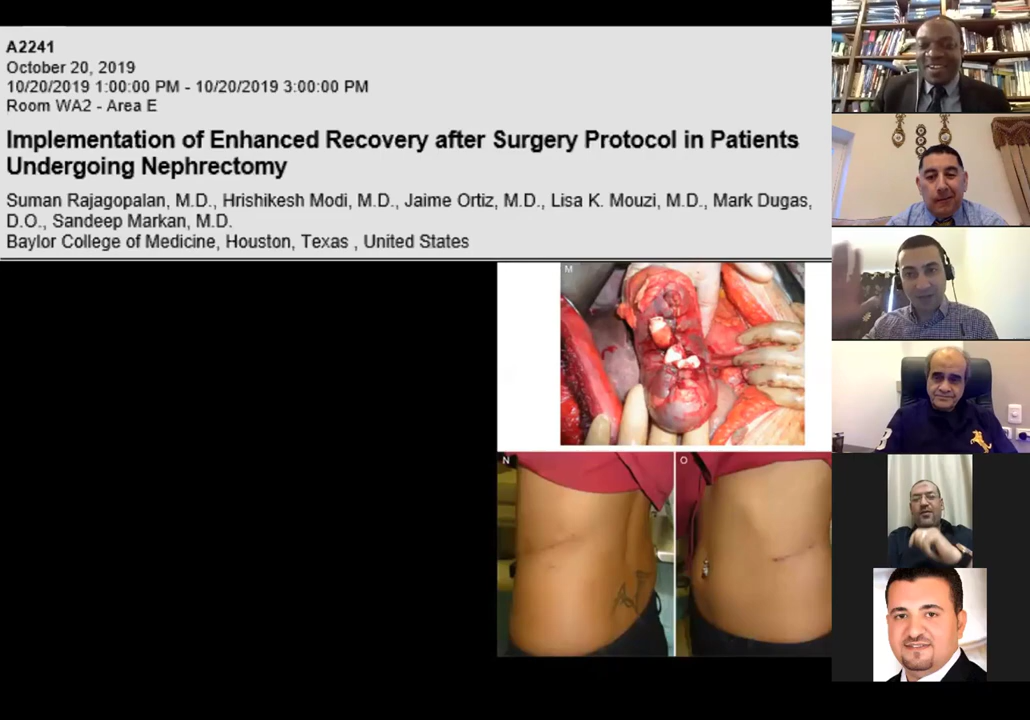 A2241
October 20, 2019
10/20/2019 1:00:00 PM - 10/20/2019 3:00:00 PM
Room WA2 - Area E
Implementation of Enhanced Recovery after Surgery Protocol in Patients
Undergoing Nephrectomy
Suman Rajagopalan, M.D., Hrishikesh Modi, M.D., Jaime Ortiz, M.D., Lisa K. Mouzi, M.D., Mark Dugas,
D.O., Sandeep Markan, M.D.
Baylor College of Medicine, Houston, Texas , United States
M
N
O
3